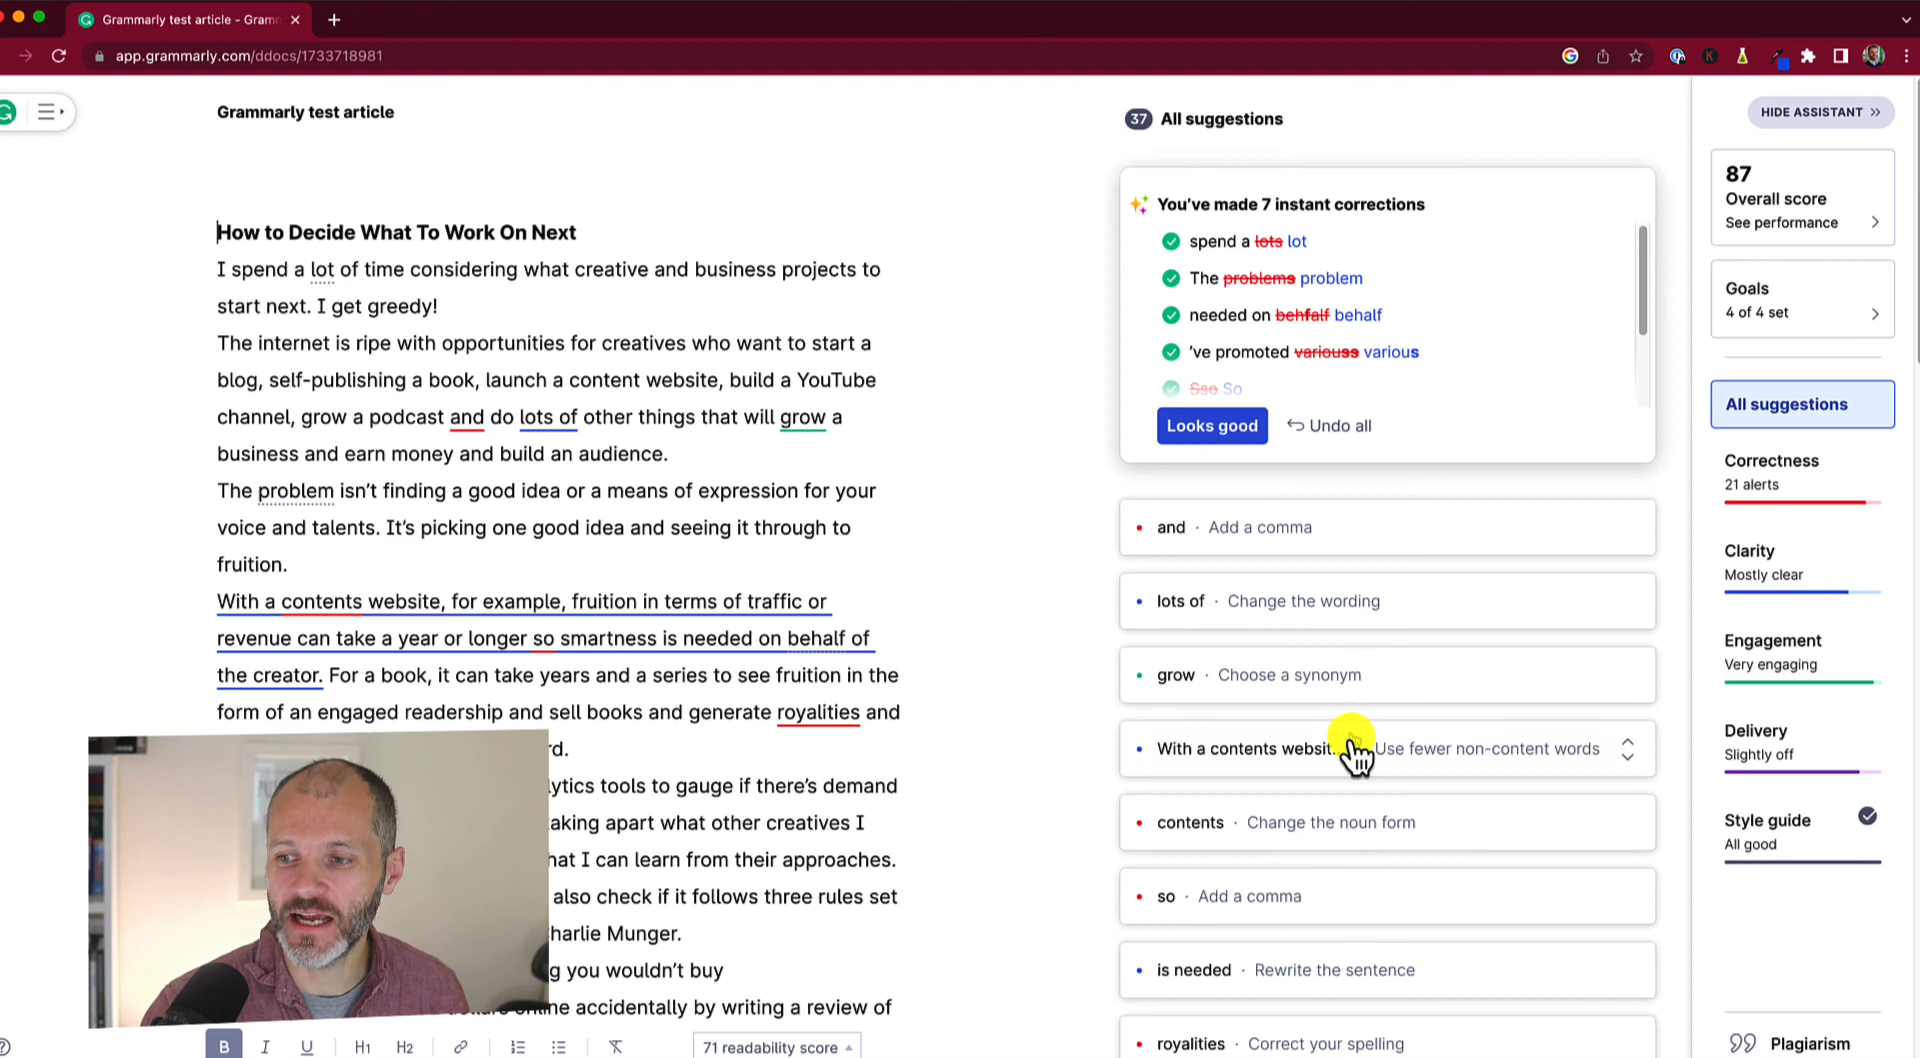 Grammarly test article - Gramm
app.grammarly.com/ddocs/1733718981
Grammarly test article
How to Decide What To Work On Next
I spend a lot of time considering what creative and business projects to
start next. I get greedy!
The internet is ripe with opportunities for creatives who want to start a
blog, self-publishing a book, launch a content website, build a YouTube
channel, grow a podcast and do lots of other things that will grow a
business and earn money and build an audience.
The problem isn't finding a good idea or a means of expression for your
voice and talents. It's picking one good idea and seeing it through to
fruition.
With a contents website, for example, fruition in terms of traffic or
revenue can take a year or longer so smartness is needed on behalf of
the creator. For a book, it can take years and a series to see fruition in the
form of an engaged readership and sell books and generate royalities and
rd.
lytics tools to gauge if there's demand
aking apart what other creatives I
hat I can learn from their approaches.
also check if it follows three rules set
harlie Munger.
g you wouldn't buy
ne accidentally by writing a review of
B I U H1 H2
71 readability score
37 All suggestions
You've made 7 instant corrections
spend a lots lot
The problems problem
needed on behfalf behalf
've promoted variouss various
Sso So
Looks good
Undo all
and · Add a comma
lots of · Change the wording
grow · Choose a synonym
With a contents websit Use fewer non-content words
contents · Change the noun form
so · Add a comma
is needed · Rewrite the sentence
royalities · Correct your spelling
HIDE ASSISTANT
87
Overall score
See performance
Goals
4 of 4 set
All suggestions
Correctness
21 alerts
Clarity
Mostly clear
Engagement
Very engaging
Delivery
Slightly off
Style guide
All good
Plagiarism